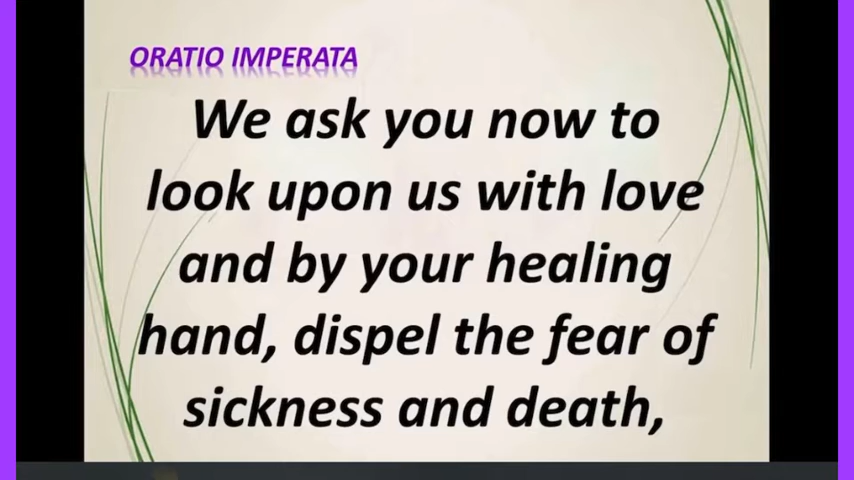 ORATIO IMPERATA
We ask you now to
look upon us with love
and by your healing
hand, dispel the fear of
sickness and death,